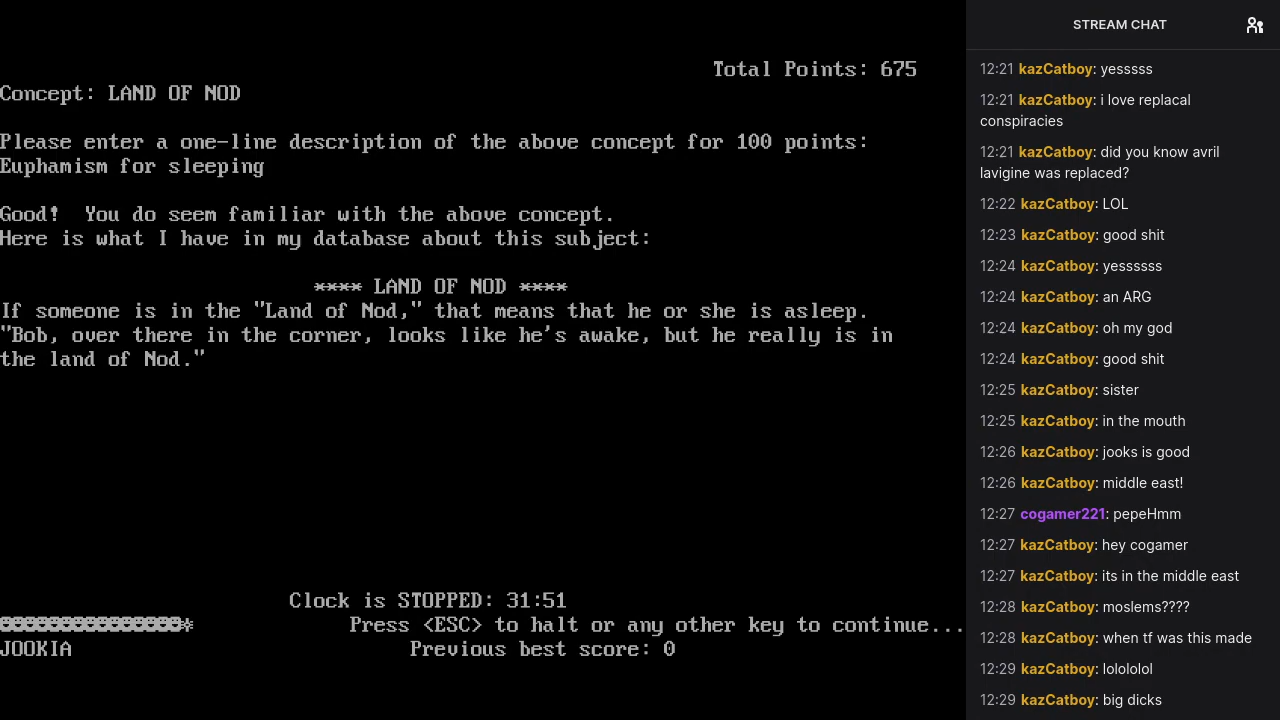 Total Points: 675
Concept: LAND OF NOD
Please enter a one-line description of the above concept for 100 points:
Euphamism for sleeping
Good!  You do seem familiar with the above concept.
Here is what I have in my database about this subject:
**** LAND OF NOD ****
If someone is in the "Land of Nod," that means that he or she is asleep.
"Bob, over there in the corner, looks like he's awake, but he really is in
the land of Nod."
Clock is STOPPED: 31:51
Press <ESC> to halt or any other key to continue...
JOOKIA
Previous best score: 0
STREAM CHAT
12:21 kazCatboy: yesssss
12:21 kazCatboy: i love replacal
conspiracies
12:21 kazCatboy: did you know avril
lavigine was replaced?
12:22 kazCatboy: LOL
12:23 kazCatboy: good shit
12:24 kazCatboy: yessssss
12:24 kazCatboy: an ARG
12:24 kazCatboy: oh my god
12:24 kazCatboy: good shit
12:25 kazCatboy: sister
12:25 kazCatboy: in the mouth
12:26 kazCatboy: jooks is good
12:26 kazCatboy: middle east!
12:27 cogamer221: pepeHmm
12:27 kazCatboy: hey cogamer
12:27 kazCatboy: its in the middle east
12:28 kazCatboy: moslems????
12:28 kazCatboy: when tf was this made
12:29 kazCatboy: lolololol
12:29 kazCatboy: big dicks